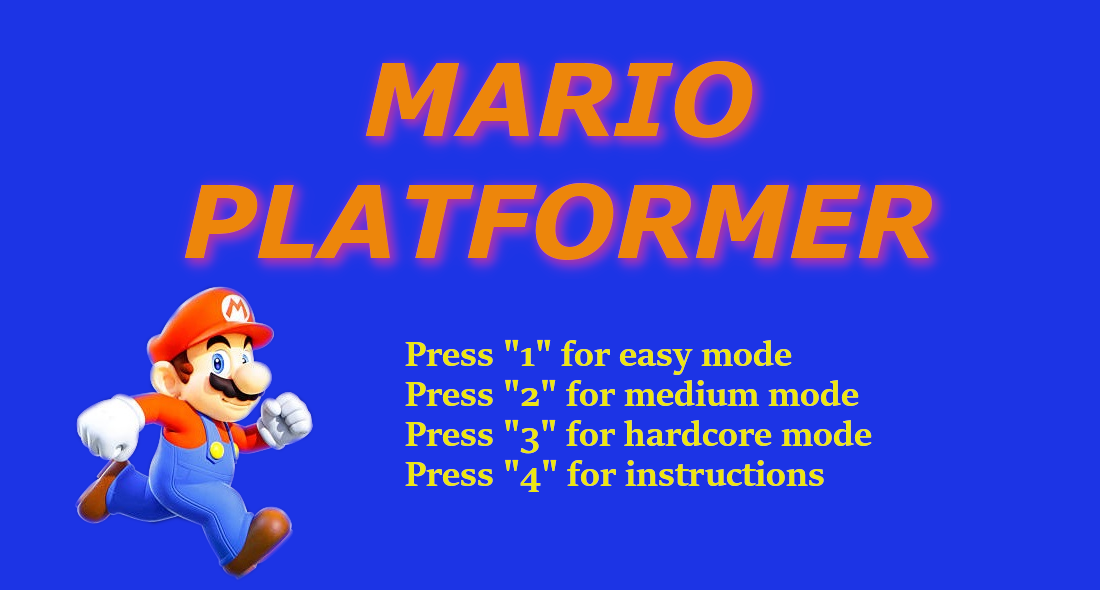 MARIO
PLATFORMER
M
Press "1" for easy mode
Press "2" for medium mode
Press "3" for hardcore mode
Press "4" for instructions